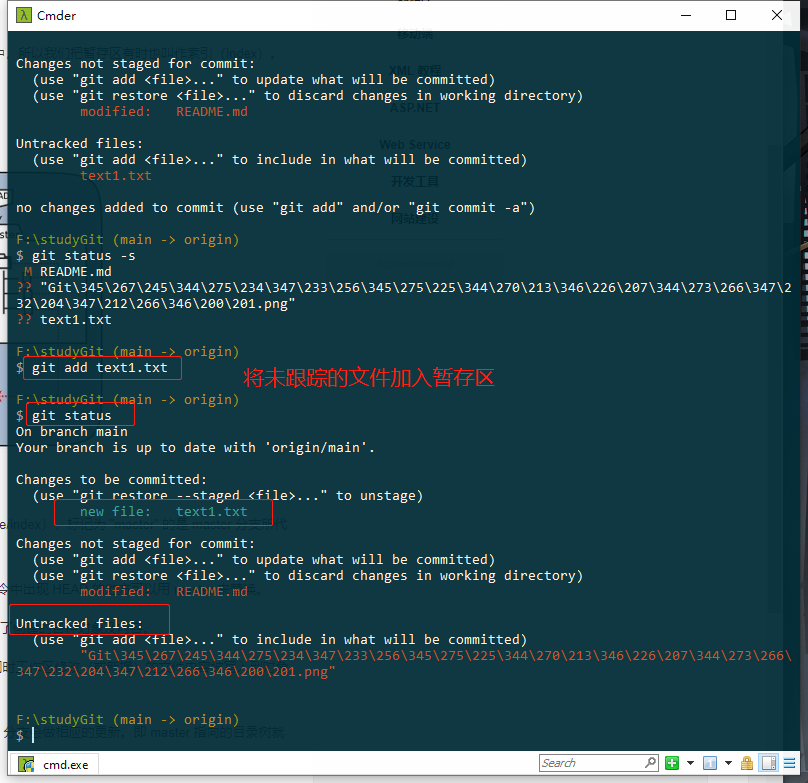 Cmder
Changes not staged for commit:
(use "git add <file>..." to update what will be committed)
(use "git restore <file>..." to discard changes in working directory)
modified:   README.md
Untracked files:
(use "git add <file>..." to include in what will be committed)
text1.txt
no changes added to commit (use "git add" and/or "git commit -a")
F:\studyGit (main -> origin)
$ git status -s
M README.md
?? "Git\345\267\245\344\275\234\347\233\256\345\275\225\344\270\213\346\226\207\344\273\266\347\
232\204\347\212\266\346\200\201.png"
?? text1.txt
F:\studyGit (main -> origin)
$ git add text1.txt
将未跟踪的文件加入暂存区
F:\studyGit (main -> origin)
$ git status
On branch main
Your branch is up to date with 'origin/main'.
Changes to be committed:
(use "git restore --staged <file>..." to unstage)
new file:   text1.txt
Changes not staged for commit:
(use "git add <file>..." to update what will be committed)
(use "git restore <file>..." to discard changes in working directory)
modified:   README.md
Untracked files:
(use "git add <file>..." to include in what will be committed)
"Git\345\267\245\344\275\234\347\233\256\345\275\225\344\270\213\346\226\207\344\273\266\
347\232\204\347\212\266\346\200\201.png"
F:\studyGit (main -> origin)
$
cmd.exe
Search